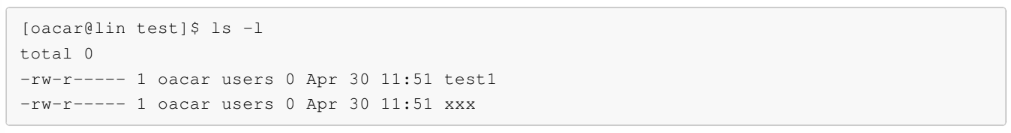 [oacar@lin test]$ ls -l
total 0
-rw-r----- 1 oacar users 0 Apr 30 11:51 test1
-rw-r----- 1 oacar users 0 Apr 30 11:51 xxx